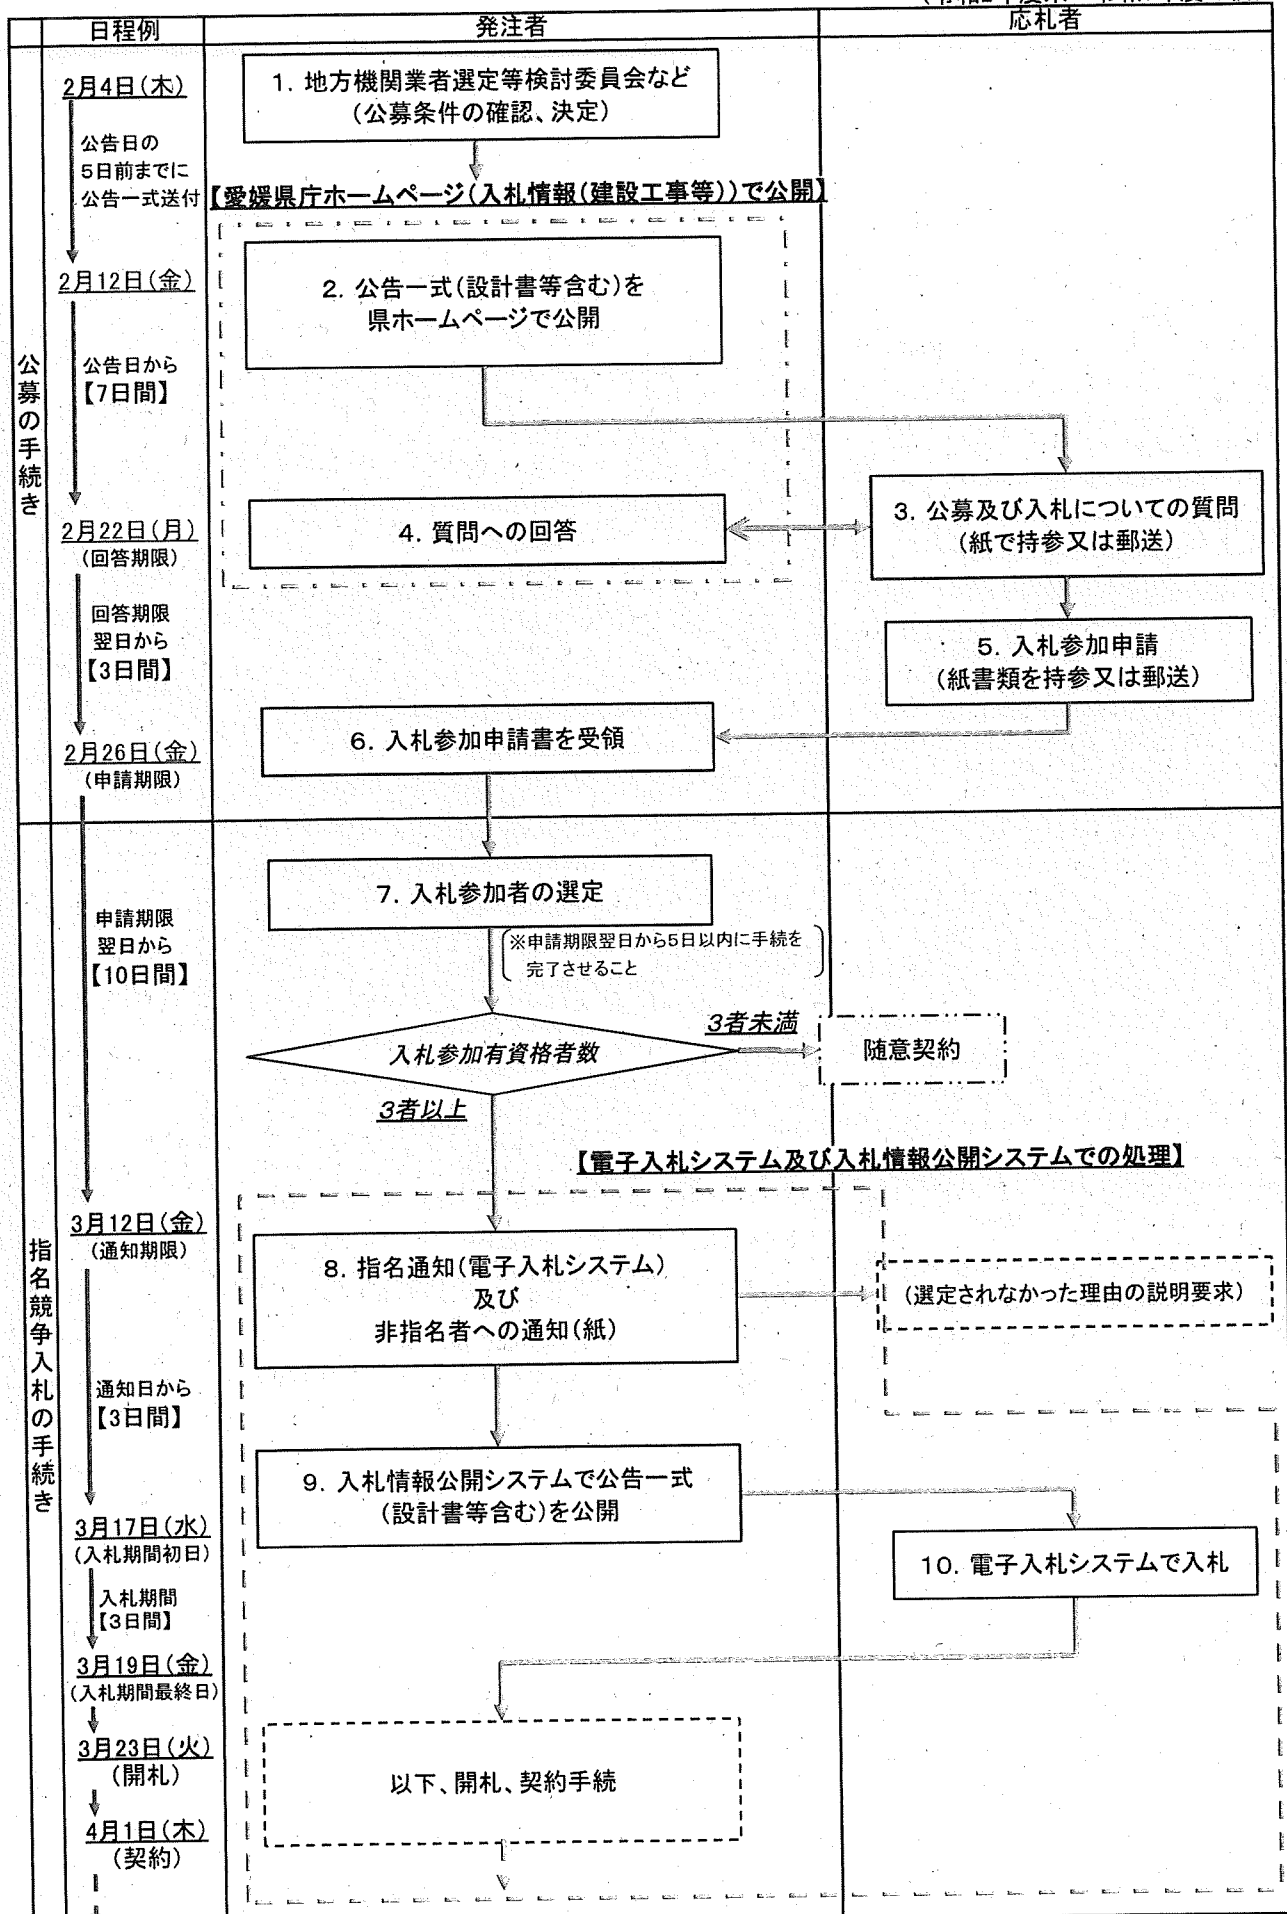 日程例
発注者
応札者
公募の手続き
2月4日(木)
公告日の
5日前までに
公告一式送付
2月12日(金)
公告日から
【7日間】
2月22日(月)
(回答期限)
回答期限
翌日から
【3日間】
2月26日(金)
(申請期限)
1．地方機関業者選定等検討委員会など
(公募条件の確認、決定)
【愛媛県庁ホームページ(入札情報(建設工事等))で公開】
2．公告一式(設計書等含む)を
県ホームページで公開
3．公募及び入札についての質問
(紙で持参又は郵送)
4．質問への回答
5．入札参加申請
(紙書類を持参又は郵送)
6．入札参加申請書を受領
指名競争入札の手続き
申請期限
翌日から
【10日間】
3月12日(金)
(通知期限)
通知日から
【3日間】
3月17日(水)
(入札期間初日)
入札期間
【3日間】
3月19日(金)
(入札期間最終日)
3月23日(火)
(開札)
4月1日(木)
(契約)
7．入札参加者の選定
※申請期限翌日から5日以内に手続を
完了させること
入札参加有資格者数
3者未満
随意契約
3者以上
【電子入札システム及び入札情報公開システムでの処理】
8．指名通知(電子入札システム)
及び
非指名者への通知(紙)
(選定されなかった理由の説明要求)
9．入札情報公開システムで公告一式
(設計書等含む)を公開
10．電子入札システムで入札
以下、開札、契約手続